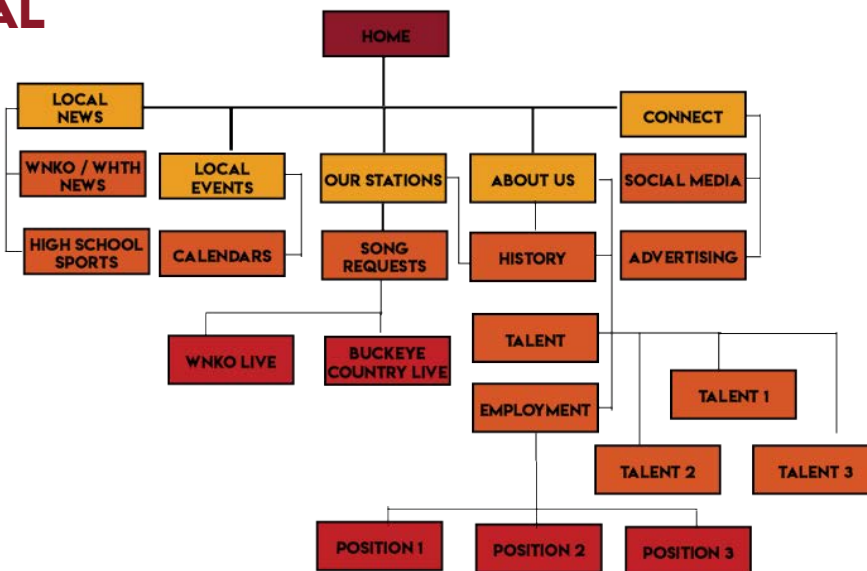 AL
HOME
LOCAL
NEWS
CONNECT
WNKO / WHTH
NEWS
LOCAL
EVENTS
OUR STATIONS
ABOUT US
SOCIAL MEDIA
HIGH SCHOOL
SPORTS
CALENDARS
SONG
REQUESTS
HISTORY
ADVERTISING
WNKO LIVE
BUCKEYE
COUNTRY LIVE
TALENT
TALENT 1
EMPLOYMENT
TALENT 2
TALENT 3
POSITION 1
POSITION 2
POSITION 3